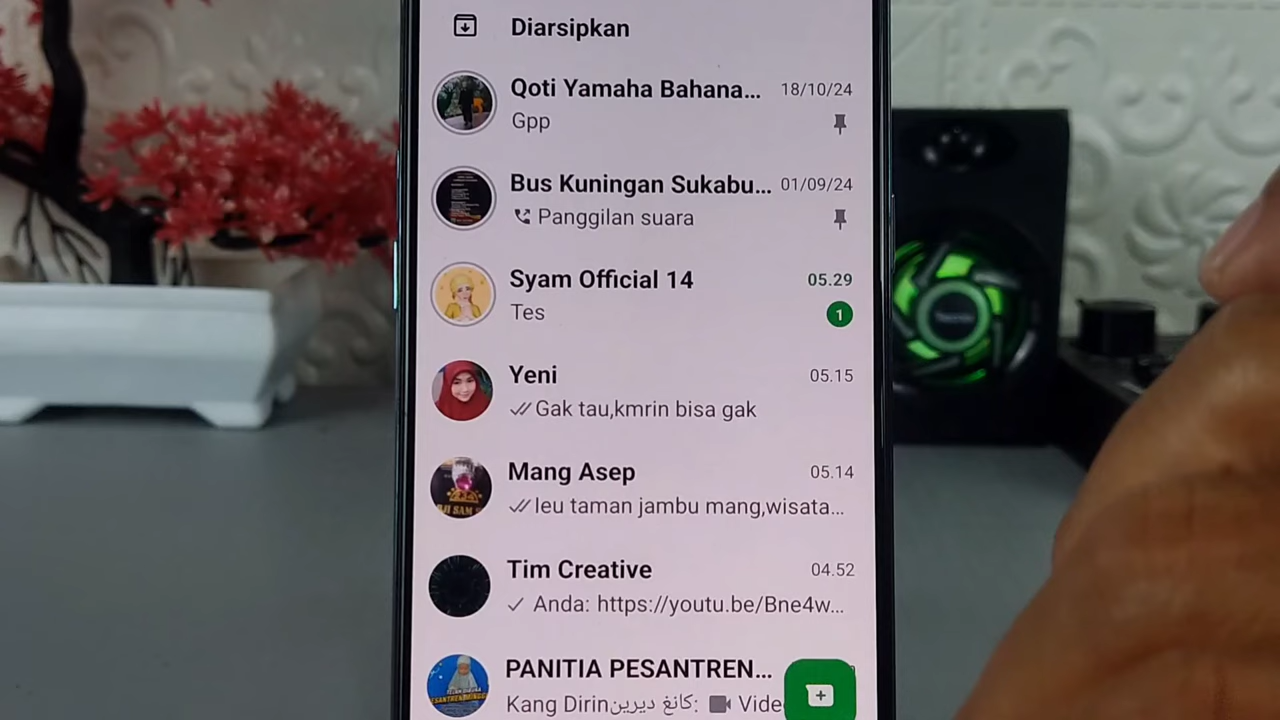 Diarsipkan
Qoti Yamaha Bahana... 18/10/24
Gpp
Bus Kuningan Sukabu... 01/09/24
Panggilan suara
Syam Official 14 05.29
Tes 1
Yeni 05.15
Gak tau,kmrin bisa gak
Mang Asep 05.14
Ieu taman jambu mang,wisata...
Tim Creative 04.52
Anda: https://youtu.be/Bne4w...
PANITIA PESANTREN...
Kang Dirinكانغ ديرين: Vide